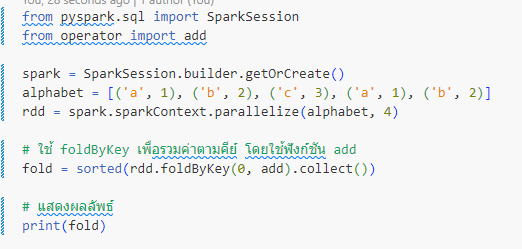 You, 28 seconds ago | 1 author (You)
from pyspark.sql import SparkSession
from operator import add
spark = SparkSession.builder.getOrCreate()
alphabet = [('a', 1), ('b', 2), ('c', 3), ('a', 1), ('b', 2)]
rdd = spark.sparkContext.parallelize(alphabet, 4)
# ใช้ foldByKey เพื่อรวมค่าตามคีย์ โดยใช้ฟังก์ชัน add
fold = sorted(rdd.foldByKey(0, add).collect())
# แสดงผลลัพธ์
print(fold)